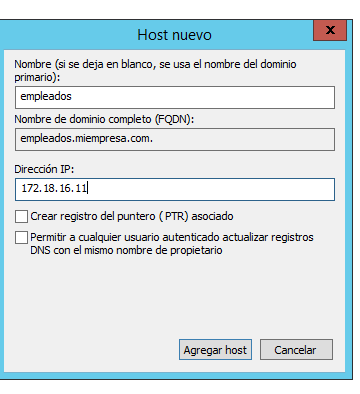 Host nuevo
x
Nombre (si se deja en blanco, se usa el nombre del dominio
primario):
empleados
Nombre de dominio completo (FQDN):
empleados.miempresa.com.
Dirección IP:
172.18.16.11
Crear registro del puntero (PTR) asociado
Permitir a cualquier usuario autenticado actualizar registros
DNS con el mismo nombre de propietario
Agregar host Cancelar